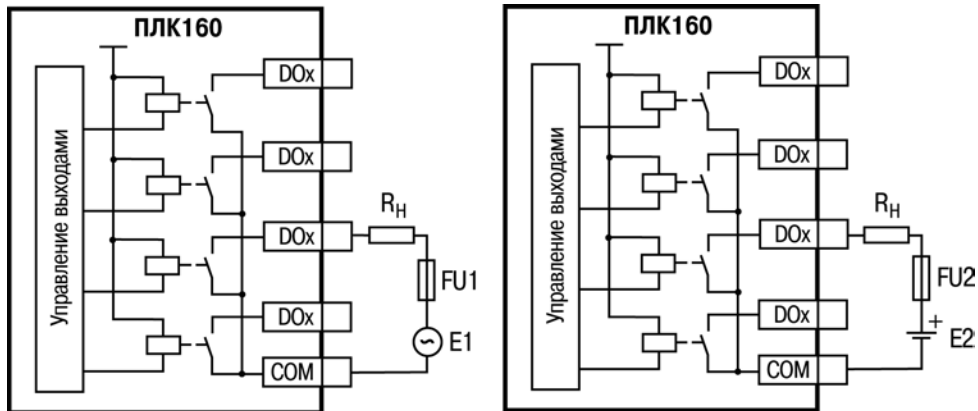 ПЛК160
Управление выходами
DOx
DOx
DOx
DOx
COM
RН
FU1
E1
ПЛК160
Управление выходами
DOx
DOx
DOx
DOx
COM
RН
FU2
+
E2